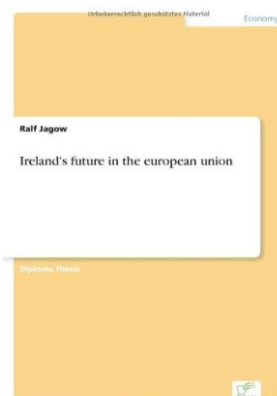 Urheberrechtlich geschütztes Material
Economy
Ralf Jagow
Ireland's future in the european union
Diploma Thesis